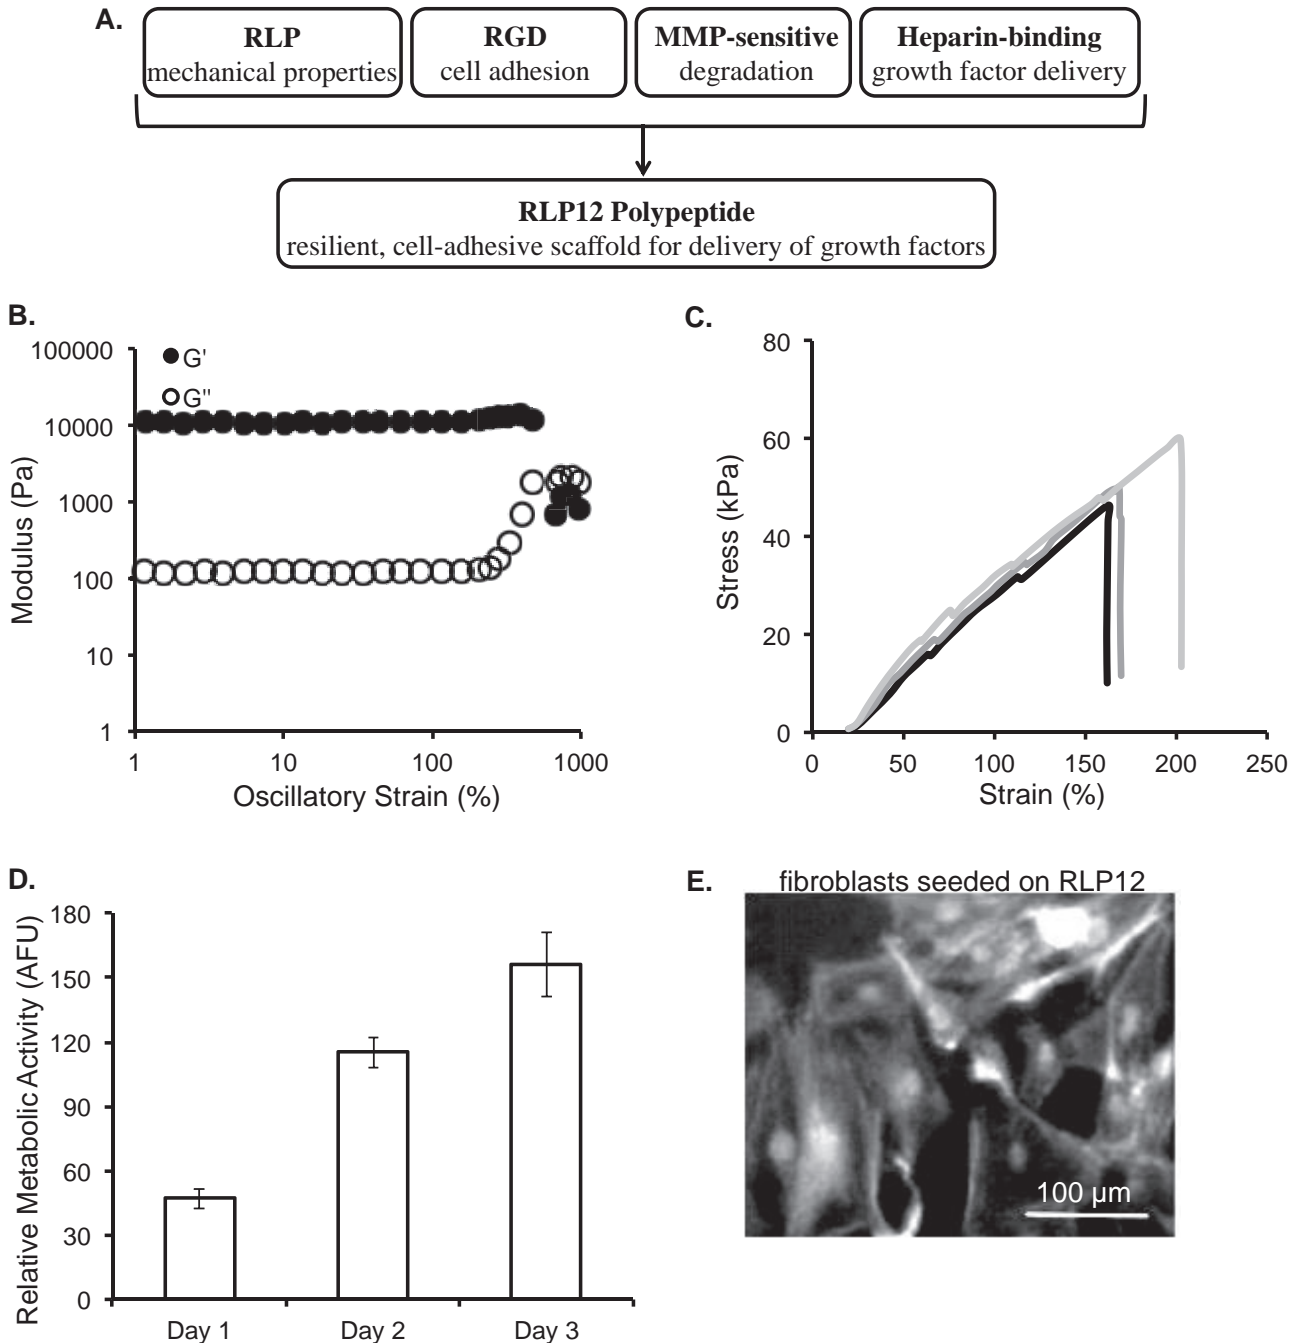 A.
RLP
mechanical properties
RGD
cell adhesion
MMP-sensitive
degradation
Heparin-binding
growth factor delivery
RLP12 Polypeptide
resilient, cell-adhesive scaffold for delivery of growth factors
B.
G'
G"
100000
10000
1000
100
10
1
Modulus (Pa)
1 10 100 1000
Oscillatory Strain (%)
C.
80
60
40
20
0
Stress (kPa)
0 50 100 150 200 250
Strain (%)
D.
180
150
120
90
60
30
0
Relative Metabolic Activity (AFU)
Day 1 Day 2 Day 3
E.
fibroblasts seeded on RLP12
100 μm